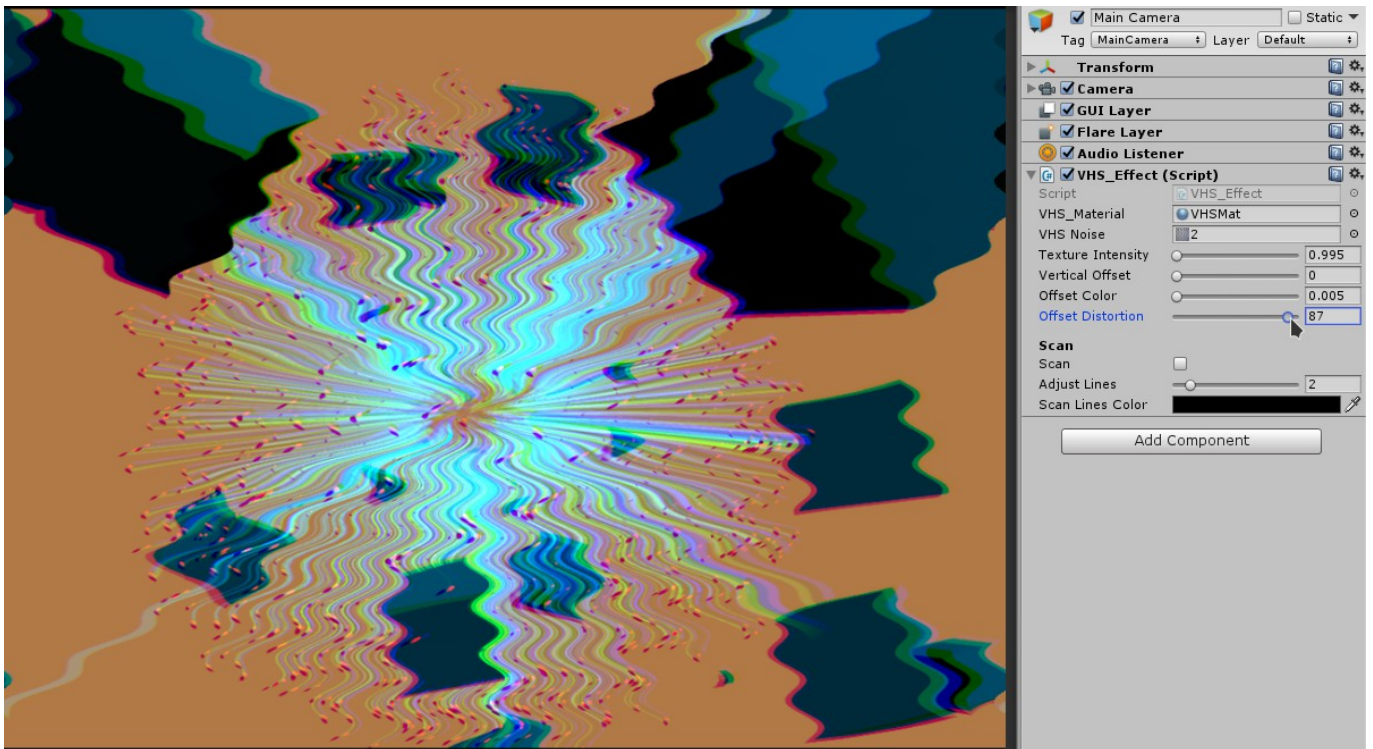 Main Camera Static
Tag MainCamera Layer Default
Transform
Camera
GUI Layer
Flare Layer
Audio Listener
VHS_Effect (Script)
Script VHS_Effect
VHS_Material VHSMat
VHS Noise 2
Texture Intensity 0.995
Vertical Offset 0
Offset Color 0.005
Offset Distortion 87
Scan
Scan
Adjust Lines 2
Scan Lines Color
Add Component